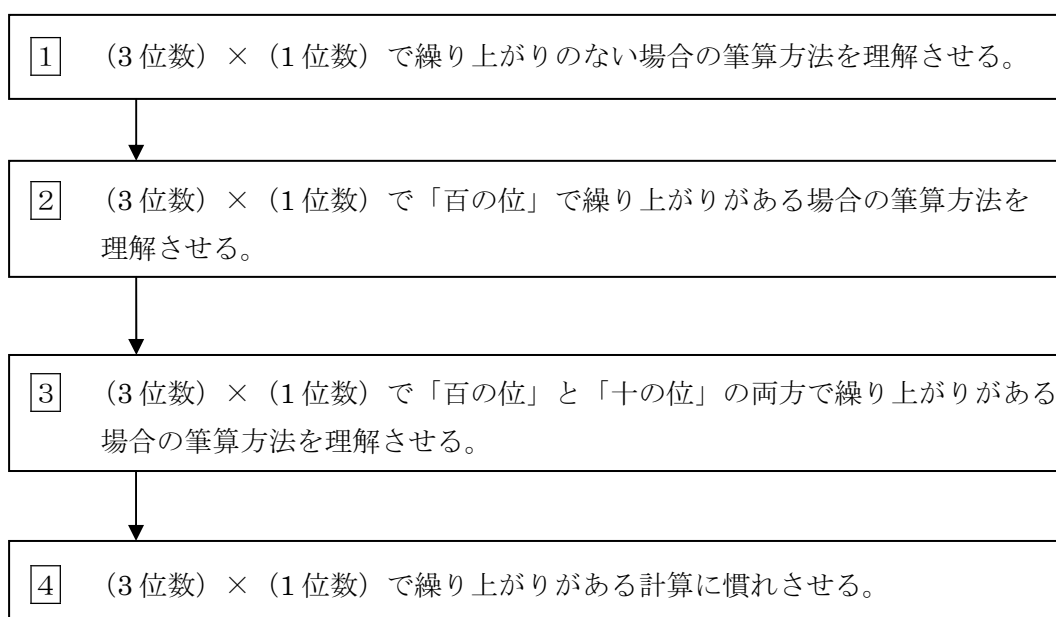 1 （3 位数）×（1 位数）で繰り上がりのない場合の筆算方法を理解させる。
2 （3 位数）×（1 位数）で「百の位」で繰り上がりがある場合の筆算方法を
理解させる。
3 （3 位数）×（1 位数）で「百の位」と「十の位」の両方で繰り上がりがある
場合の筆算方法を理解させる。
4 （3 位数）×（1 位数）で繰り上がりがある計算に慣れさせる。